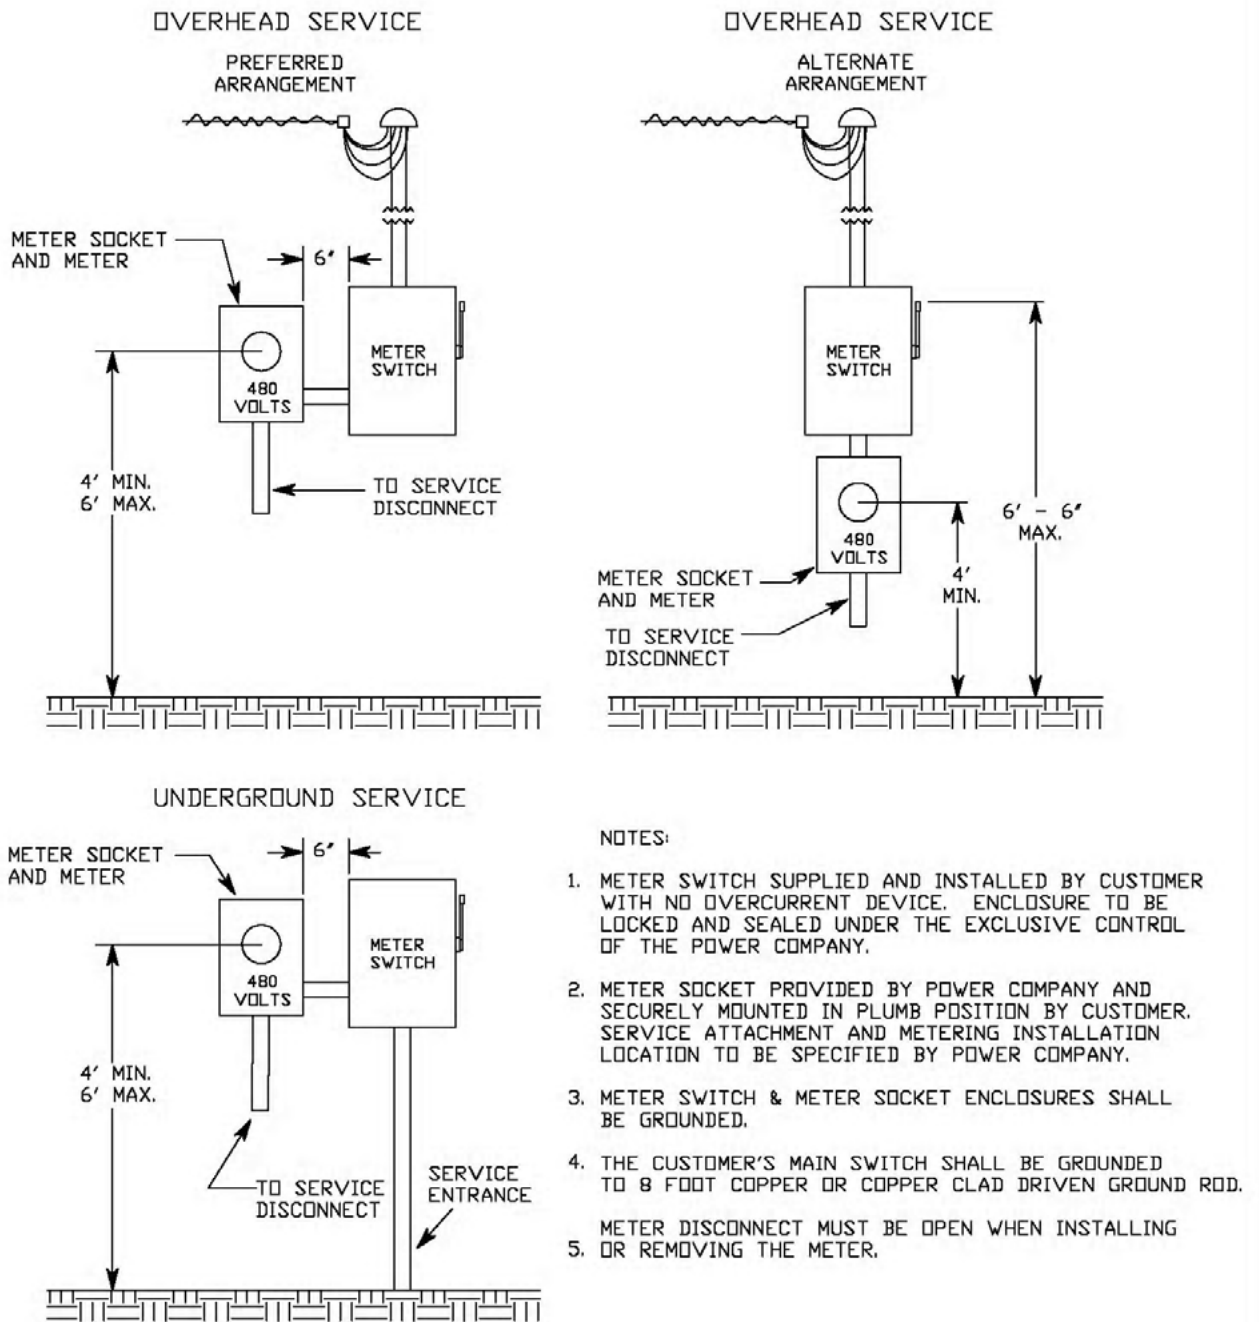 OVERHEAD SERVICE
PREFERRED
ARRANGEMENT
METER SOCKET
AND METER
6"
METER
SWITCH
480
VOLTS
4' MIN.
6' MAX.
TO SERVICE
DISCONNECT
OVERHEAD SERVICE
ALTERNATE
ARRANGEMENT
METER
SWITCH
6' - 6"
MAX.
480
VOLTS
METER SOCKET
AND METER
4'
MIN.
TO SERVICE
DISCONNECT
UNDERGROUND SERVICE
METER SOCKET
AND METER
6"
METER
SWITCH
480
VOLTS
4' MIN.
6' MAX.
TO SERVICE
DISCONNECT
SERVICE
ENTRANCE
NOTES:
1. METER SWITCH SUPPLIED AND INSTALLED BY CUSTOMER
WITH NO OVERCURRENT DEVICE. ENCLOSURE TO BE
LOCKED AND SEALED UNDER THE EXCLUSIVE CONTROL
OF THE POWER COMPANY.
2. METER SOCKET PROVIDED BY POWER COMPANY AND
SECURELY MOUNTED IN PLUMB POSITION BY CUSTOMER.
SERVICE ATTACHMENT AND METERING INSTALLATION
LOCATION TO BE SPECIFIED BY POWER COMPANY.
3. METER SWITCH & METER SOCKET ENCLOSURES SHALL
BE GROUNDED.
4. THE CUSTOMER'S MAIN SWITCH SHALL BE GROUNDED
TO 8 FOOT COPPER OR COPPER CLAD DRIVEN GROUND ROD.
METER DISCONNECT MUST BE OPEN WHEN INSTALLING
5. OR REMOVING THE METER.